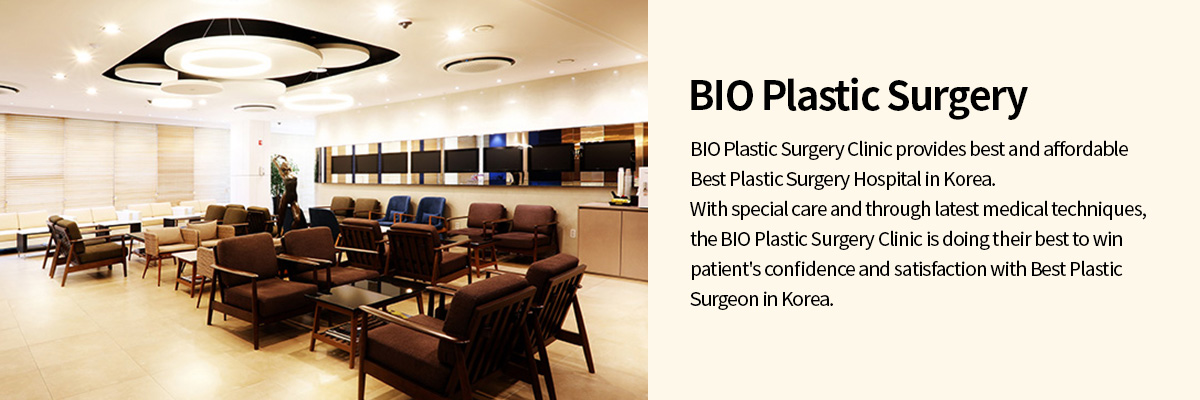 BIO Plastic Surgery
BIO Plastic Surgery Clinic provides best and affordable
Best Plastic Surgery Hospital in Korea.
With special care and through latest medical techniques,
the BIO Plastic Surgery Clinic is doing their best to win
patient's confidence and satisfaction with Best Plastic
Surgeon in Korea.